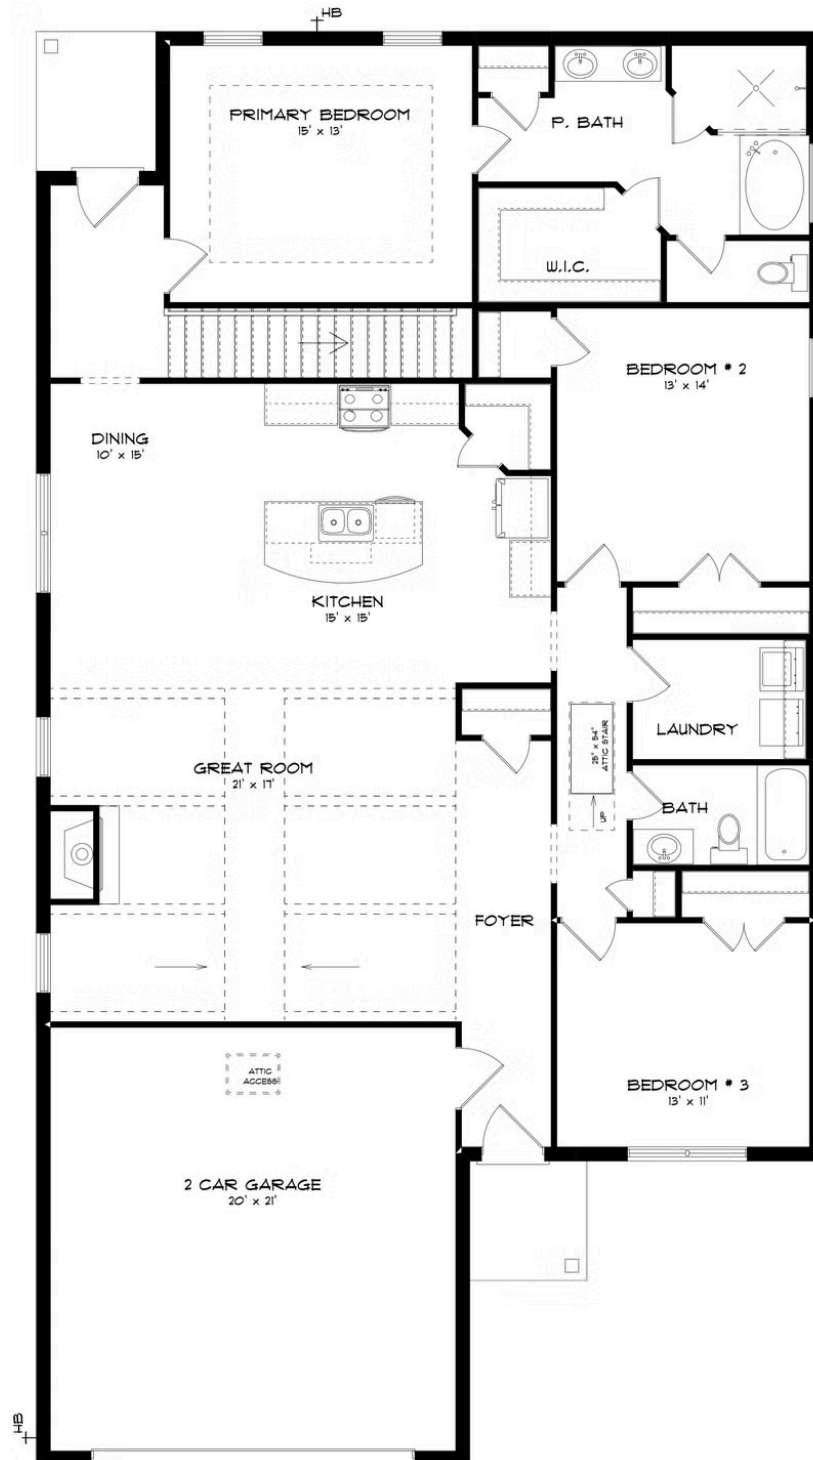 HB
PRIMARY BEDROOM
15' x 13'
P. BATH
W.I.C.
BEDROOM # 2
13' x 14'
DINING
10' x 15'
KITCHEN
15' x 15'
LAUNDRY
25" x 54"
ATTIC STAIR
UP
GREAT ROOM
21' x 17'
BATH
FOYER
ATTIC
ACCESS
BEDROOM # 3
13' x 11'
2 CAR GARAGE
20' x 21'
HB